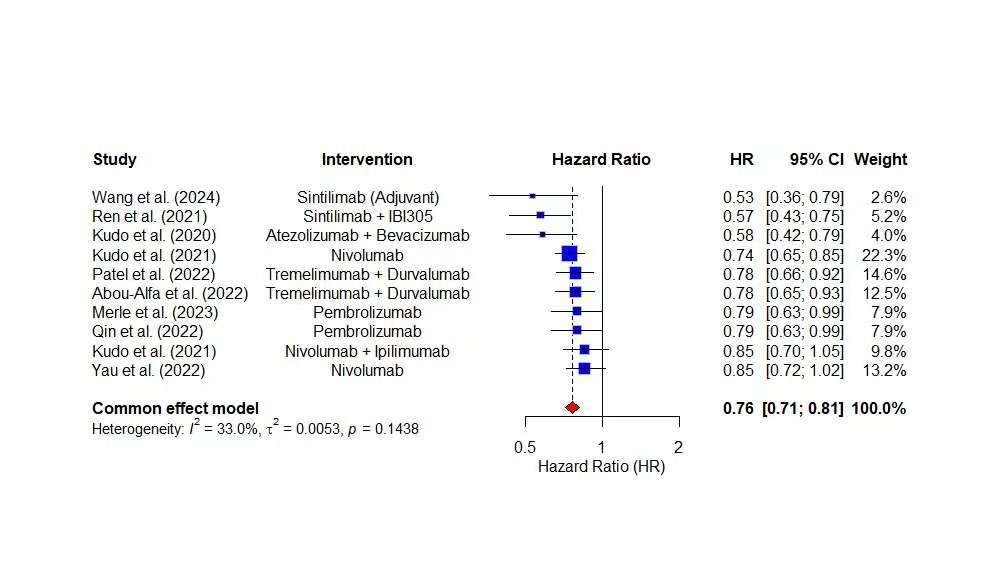 Study Intervention Hazard Ratio HR 95% CI Weight
Wang et al. (2024) Sintilimab (Adjuvant) 0.53 [0.36; 0.79] 2.6%
Ren et al. (2021) Sintilimab + IBI305 0.57 [0.43; 0.75] 5.2%
Kudo et al. (2020) Atezolizumab + Bevacizumab 0.58 [0.42; 0.79] 4.0%
Kudo et al. (2021) Nivolumab 0.74 [0.65; 0.85] 22.3%
Patel et al. (2022) Tremelimumab + Durvalumab 0.78 [0.66; 0.92] 14.6%
Abou-Alfa et al. (2022) Tremelimumab + Durvalumab 0.78 [0.65; 0.93] 12.5%
Merle et al. (2023) Pembrolizumab 0.79 [0.63; 0.99] 7.9%
Qin et al. (2022) Pembrolizumab 0.79 [0.63; 0.99] 7.9%
Kudo et al. (2021) Nivolumab + Ipilimumab 0.85 [0.70; 1.05] 9.8%
Yau et al. (2022) Nivolumab 0.85 [0.72; 1.02] 13.2%
Common effect model 0.76 [0.71; 0.81] 100.0%
Heterogeneity: I² = 33.0%, τ² = 0.0053, p = 0.1438
0.5 1 2
Hazard Ratio (HR)